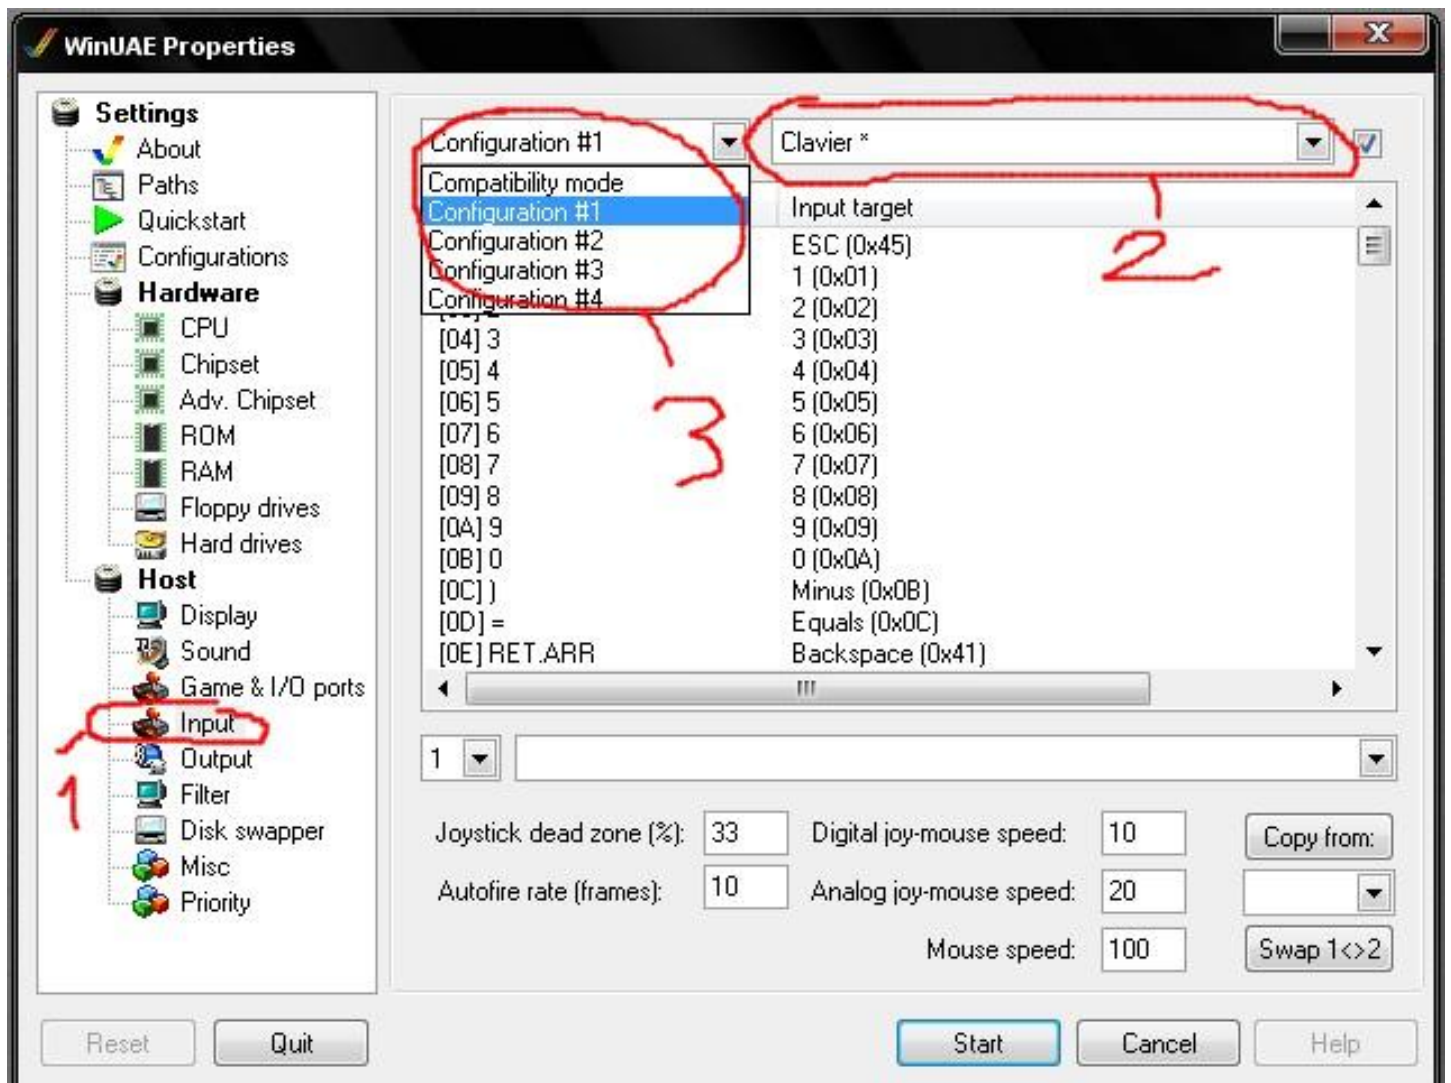 WinUAE Properties
Settings
About
Paths
Quickstart
Configurations
Hardware
CPU
Chipset
Adv. Chipset
ROM
RAM
Floppy drives
Hard drives
Host
Display
Sound
Game & I/O ports
Input
Output
Filter
Disk swapper
Misc
Priority
1
Configuration #1
Clavier *
Compatibility mode
Configuration #1
Configuration #2
Configuration #3
Configuration #4
3
2
Input target
ESC (0x45)
1 (0x01)
2 (0x02)
[04] 3 3 (0x03)
[05] 4 4 (0x04)
[06] 5 5 (0x05)
[07] 6 6 (0x06)
[08] 7 7 (0x07)
[09] 8 8 (0x08)
[0A] 9 9 (0x09)
[0B] 0 0 (0x0A)
[0C] ) Minus (0x0B)
[0D] = Equals (0x0C)
[0E] RET.ARR Backspace (0x41)
1
Joystick dead zone (%): 33 Digital joy-mouse speed: 10 Copy from:
Autofire rate (frames): 10 Analog joy-mouse speed: 20
Mouse speed: 100 Swap 1<>2
Reset Quit Start Cancel Help